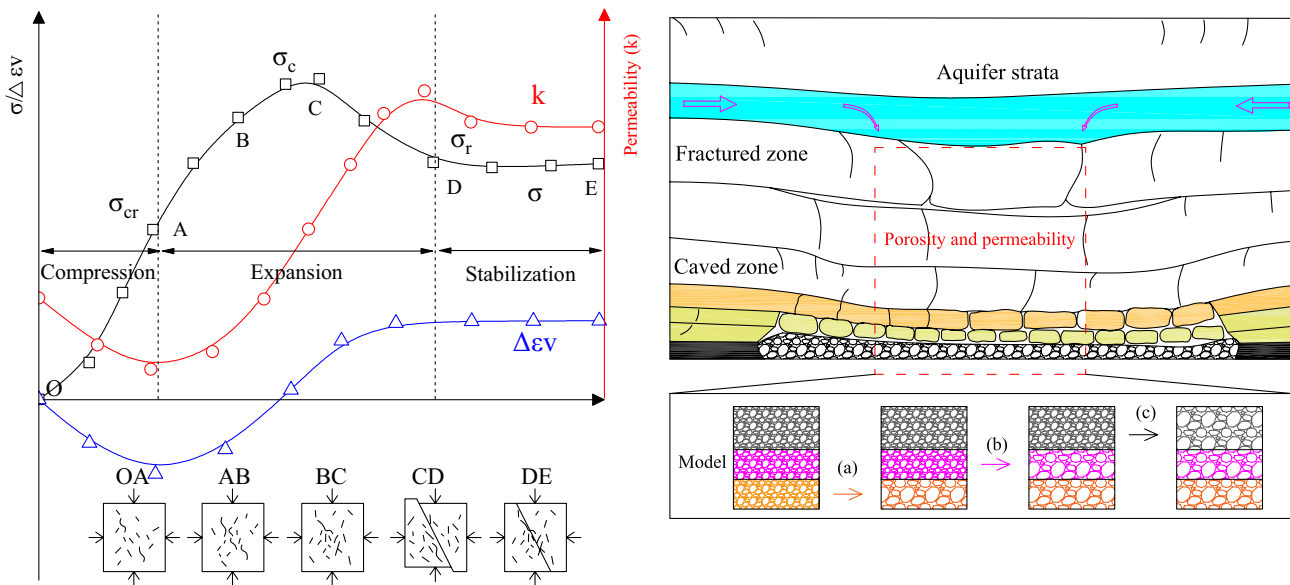 σ/Δ εv
Permeability (k)
σc
C
B
k
σr
D
σ
E
σcr
A
Compression
Expansion
Stabilization
Δεv
O
OA
AB
BC
CD
DE
Aquifer strata
Fractured zone
Porosity and permeability
Caved zone
Model
(a)
(b)
(c)